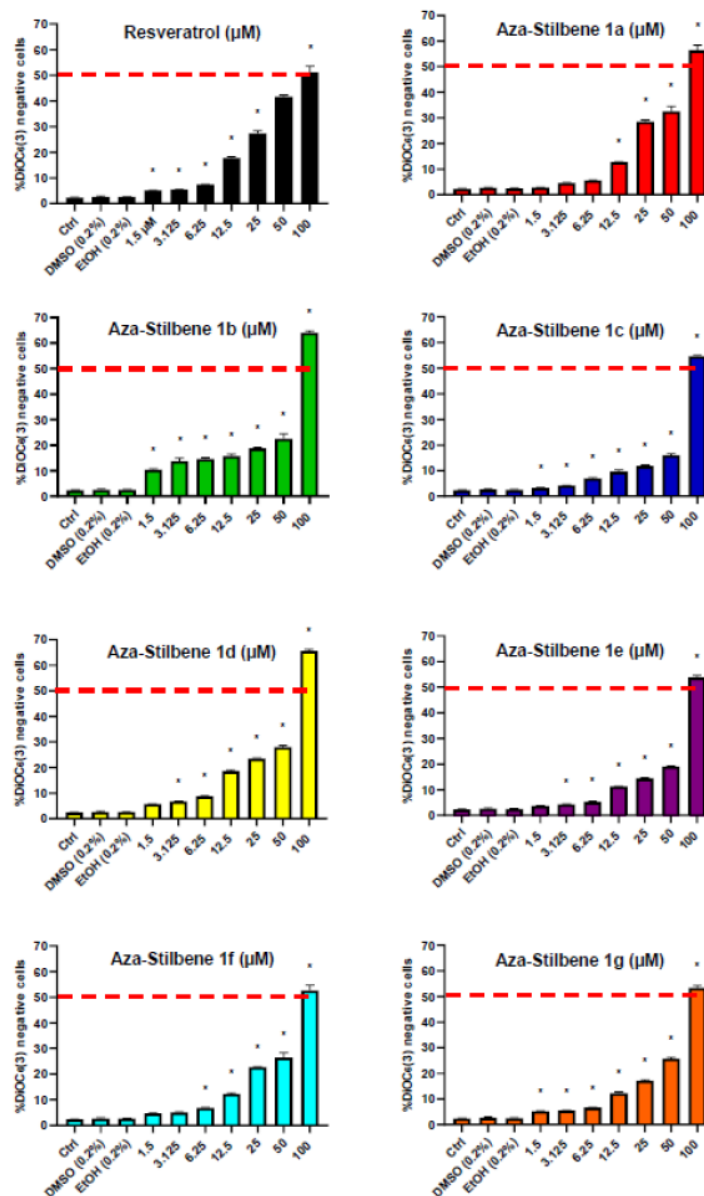 Resveratrol (µM)
%DiOC₆(3) negative cells
70
60
50
40
30
20
10
0
* * * * * *
Ctrl
DMSO (0.2%)
EtOH (0.2%)
1.5 µM
3.125
6.25
12.5
25
50
100
Aza-Stilbene 1a (µM)
%DiOC₆(3) negative cells
70
60
50
40
30
20
10
0
* * * *
Ctrl
DMSO (0.2%)
EtOH (0.2%)
1.5
3.125
6.25
12.5
25
50
100
Aza-Stilbene 1b (µM)
%DiOC₆(3) negative cells
70
60
50
40
30
20
10
0
* * * * * * *
Ctrl
DMSO (0.2%)
EtOH (0.2%)
1.5
3.125
6.25
12.5
25
50
100
Aza-Stilbene 1c (µM)
%DiOC₆(3) negative cells
70
60
50
40
30
20
10
0
* * * * * * *
Ctrl
DMSO (0.2%)
EtOH (0.2%)
1.5
3.125
6.25
12.5
25
50
100
Aza-Stilbene 1d (µM)
%DiOC₆(3) negative cells
70
60
50
40
30
20
10
0
* * * * * *
Ctrl
DMSO (0.2%)
EtOH (0.2%)
1.5
3.125
6.25
12.5
25
50
100
Aza-Stilbene 1e (µM)
%DiOC₆(3) negative cells
70
60
50
40
30
20
10
0
* * * * * *
Ctrl
DMSO (0.2%)
EtOH (0.2%)
1.5
3.125
6.25
12.5
25
50
100
Aza-Stilbene 1f (µM)
%DiOC₆(3) negative cells
70
60
50
40
30
20
10
0
* * * * *
Ctrl
DMSO (0.2%)
EtOH (0.2%)
1.5
3.125
6.25
12.5
25
50
100
Aza-Stilbene 1g (µM)
%DiOC₆(3) negative cells
70
60
50
40
30
20
10
0
* * * * * * *
Ctrl
DMSO (0.2%)
EtOH (0.2%)
1.5
3.125
6.25
12.5
25
50
100